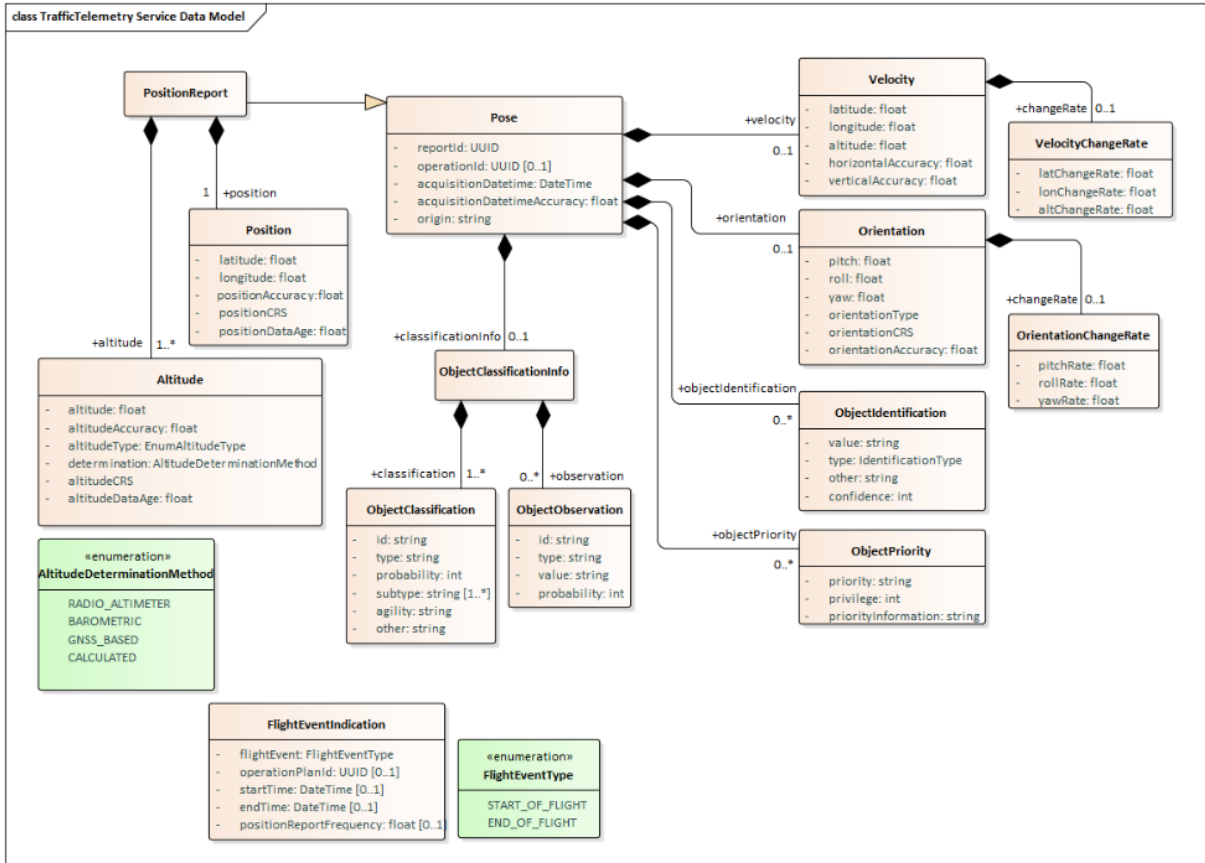 class TrafficTelemetry Service Data Model
PositionReport
Pose
- reportId: UUID
- operationId: UUID [0..1]
- acquisitionDatetime: DateTime
- acquisitionDatetimeAccuracy: float
- origin: string
+velocity
0..1
Velocity
- latitude: float
- longitude: float
- altitude: float
- horizontalAccuracy: float
- verticalAccuracy: float
+changeRate 0..1
VelocityChangeRate
- latChangeRate: float
- lonChangeRate: float
- altChangeRate: float
1 +position
Position
- latitude: float
- longitude: float
- positionAccuracy:float
- positionCRS
- positionDataAge: float
+orientation
0..1
Orientation
- pitch: float
- roll: float
- yaw: float
- orientationType
- orientationCRS
- orientationAccuracy: float
+changeRate 0..1
OrientationChangeRate
- pitchRate: float
- rollRate: float
- yawRate: float
+altitude 1..*
Altitude
- altitude: float
- altitudeAccuracy: float
- altitudeType: EnumAltitudeType
- determination: AltitudeDeterminationMethod
- altitudeCRS
- altitudeDataAge: float
+classificationInfo 0..1
ObjectClassificationInfo
+classification 1..*
0..* +observation
ObjectClassification
- id: string
- type: string
- probability: int
- subtype: string [1..*]
- agility: string
- other: string
ObjectObservation
- id: string
- type: string
- value: string
- probability: int
+objectIdentification
0..*
ObjectIdentification
- value: string
- type: IdentificationType
- other: string
- confidence: int
+objectPriority
0..*
ObjectPriority
- priority: string
- privilege: int
- priorityInformation: string
«enumeration»
AltitudeDeterminationMethod
RADIO_ALTIMETER
BAROMETRIC
GNSS_BASED
CALCULATED
FlightEventIndication
- flightEvent: FlightEventType
- operationPlanId: UUID [0..1]
- startTime: DateTime [0..1]
- endTime: DateTime [0..1]
- positionReportFrequency: float [0..1]
«enumeration»
FlightEventType
START_OF_FLIGHT
END_OF_FLIGHT